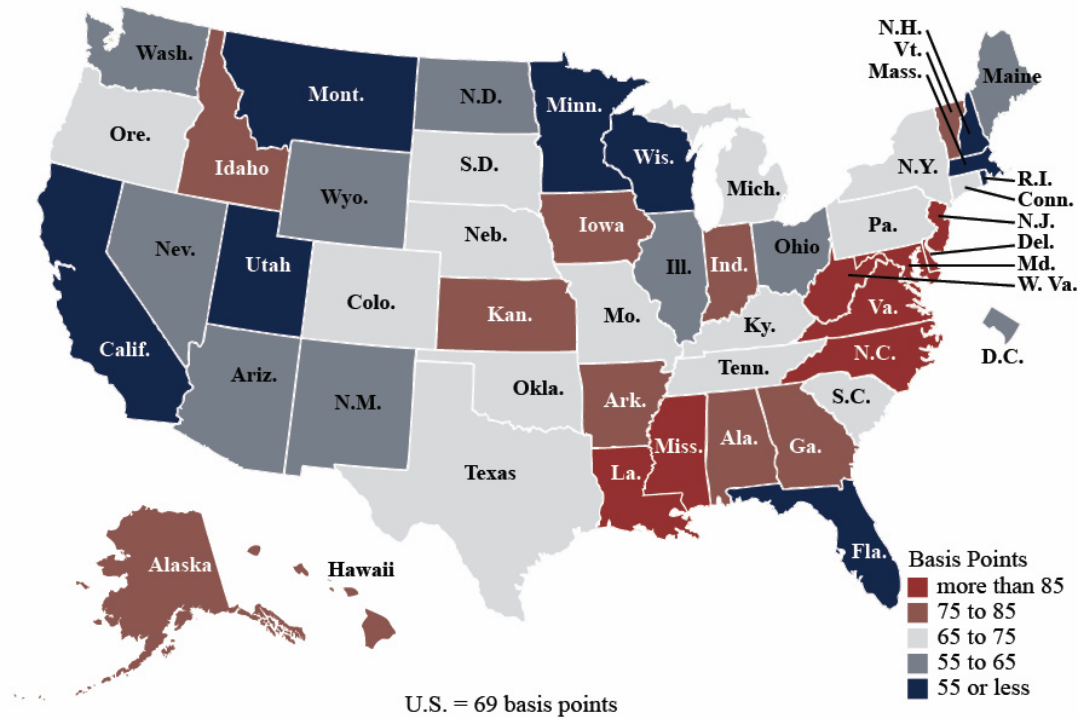 N.H.
Vt.
Mass.
Wash.
Mont.
N.D.
Minn.
Maine
Ore.
Idaho
S.D.
Wis.
Mich.
N.Y.
R.I.
Conn.
N.J.
Del.
Md.
W. Va.
Wyo.
Neb.
Iowa
Pa.
Nev.
Utah
Colo.
Ill.
Ind.
Ohio
Kan.
Mo.
Ky.
Va.
Calif.
D.C.
Ariz.
N.M.
Okla.
Ark.
Tenn.
N.C.
S.C.
Texas
La.
Miss.
Ala.
Ga.
Fla.
Alaska
Hawaii
Basis Points
more than 85
75 to 85
65 to 75
55 to 65
55 or less
U.S. = 69 basis points